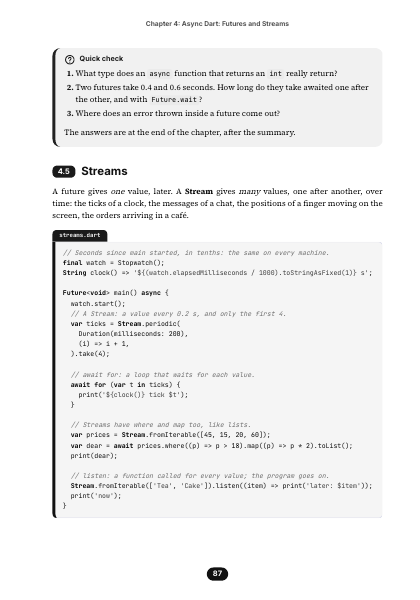 Chapter 4: Async Dart: Futures and Streams
Quick check
1. What type does an async function that returns an int really return?
2. Two futures take 0.4 and 0.6 seconds. How long do they take awaited one after
the other, and with Future.wait?
3. Where does an error thrown inside a future come out?
The answers are at the end of the chapter, after the summary.
4.5 Streams
A future gives one value, later. A Stream gives many values, one after another, over
time: the ticks of a clock, the messages of a chat, the positions of a finger moving on the
screen, the orders arriving in a café.
streams.dart
// Seconds since main started, in tenths: the same on every machine.
final watch = Stopwatch();
String clock() => '${(watch.elapsedMilliseconds / 1000).toStringAsFixed(1)} s';
Future<void> main() async {
watch.start();
// A Stream: a value every 0.2 s, and only the first 4.
var ticks = Stream.periodic(
Duration(milliseconds: 200),
(i) => i + 1,
).take(4);
// await for: a loop that waits for each value.
await for (var t in ticks) {
print('${clock()} tick $t');
}
// Streams have where and map too, like lists.
var prices = Stream.fromIterable([45, 15, 20, 60]);
var dear = await prices.where((p) => p > 18).map((p) => p * 2).toList();
print(dear);
// listen: a function called for every value; the program goes on.
Stream.fromIterable(['Tea', 'Cake']).listen((item) => print('later: $item'));
print('now');
}
87